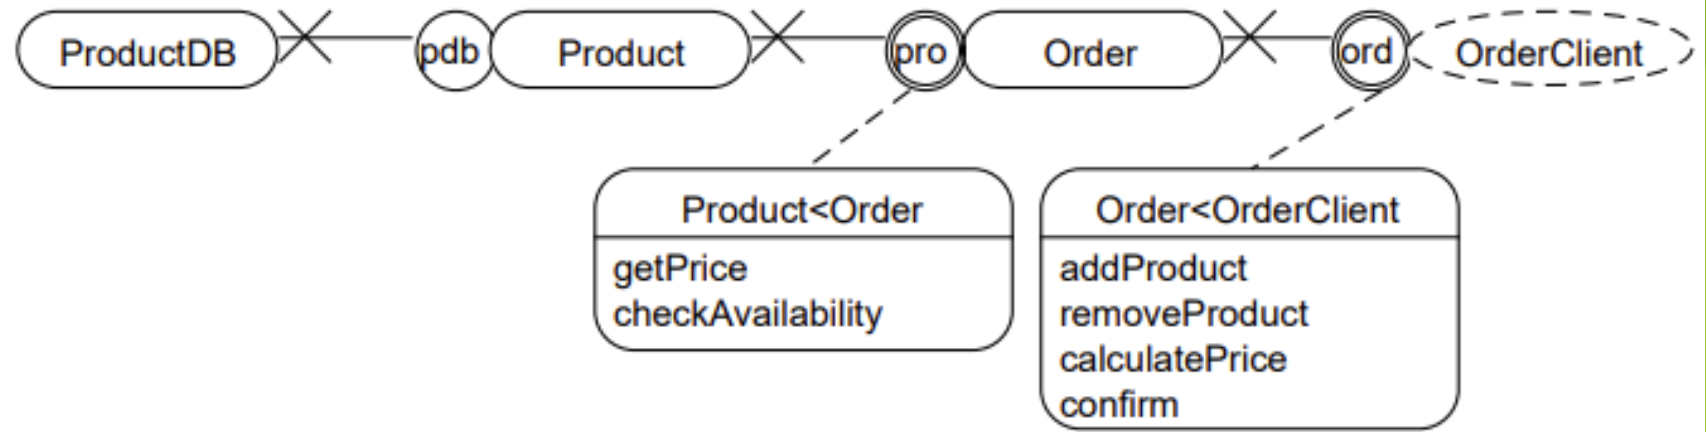 ProductDB
pdb
Product
pro
Order
ord
OrderClient
Product<Order
getPrice
checkAvailability
Order<OrderClient
addProduct
removeProduct
calculatePrice
confirm